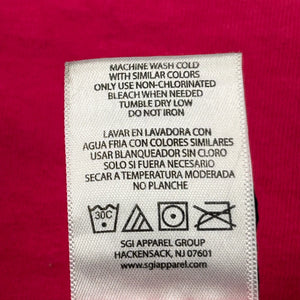 MACHINE WASH COLD
WITH SIMILAR COLORS
ONLY USE NON-CHLORINATED
BLEACH WHEN NEEDED
TUMBLE DRY LOW
DO NOT IRON
LAVAR EN LAVADORA CON
AGUA FRIA CON COLORES SIMILARES
USAR BLANQUEADOR SIN CLORO
SOLO SI FUERA NECESARIO
SECAR A TEMPERATURA MODERADA
NO PLANCHE
30C
SGI APPAREL GROUP
HACKENSACK, NJ 07601
www.sgiapparel.com